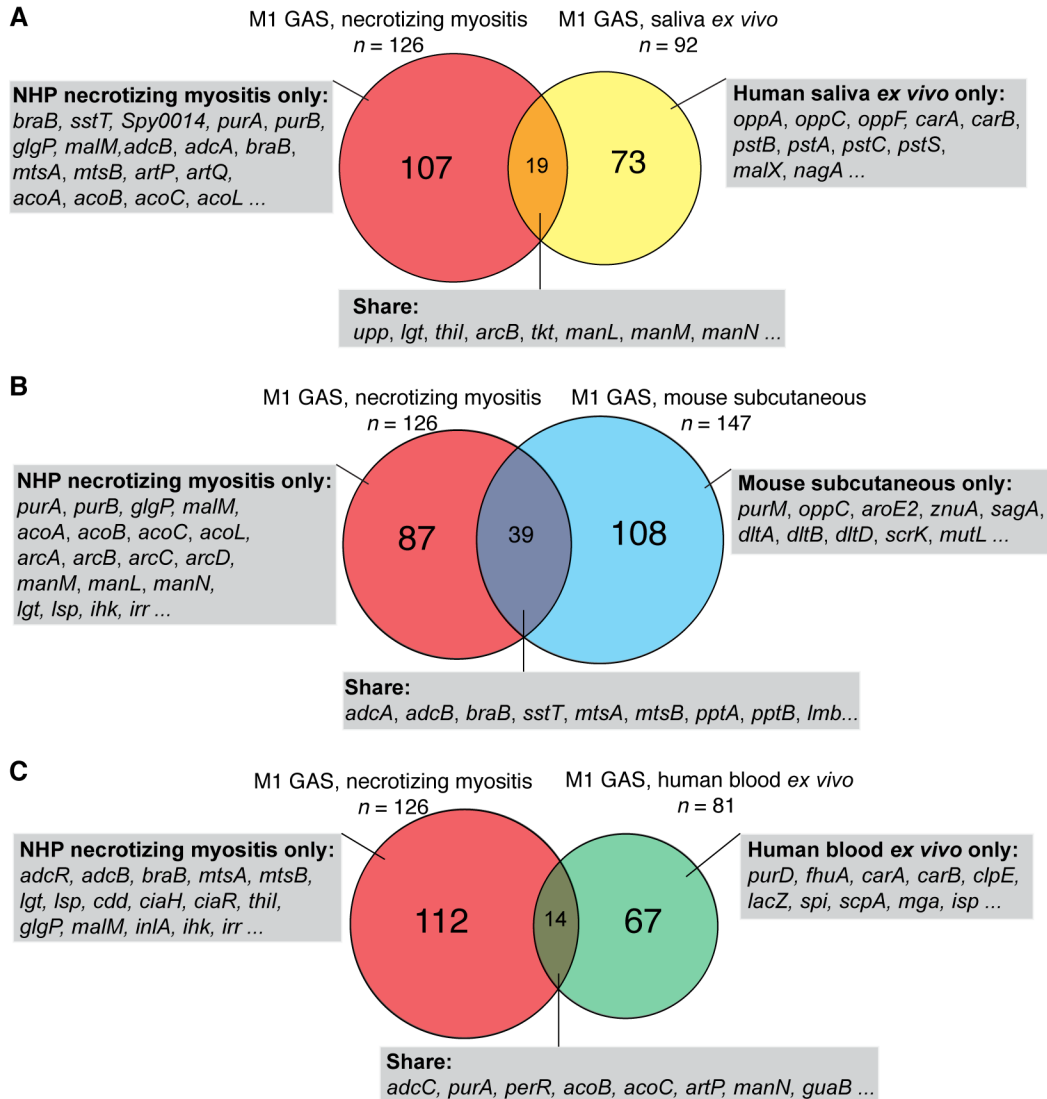 A
M1 GAS, necrotizing myositis
n = 126
M1 GAS, saliva ex vivo
n = 92
NHP necrotizing myositis only:
braB, sstT, Spy0014, purA, purB,
glgP, malM,adcB, adcA, braB,
mtsA, mtsB, artP, artQ,
acoA, acoB, acoC, acoL ...
107
19
73
Human saliva ex vivo only:
oppA, oppC, oppF, carA, carB,
pstB, pstA, pstC, pstS,
malX, nagA ...
Share:
upp, lgt, thiI, arcB, tkt, manL, manM, manN ...
B
M1 GAS, necrotizing myositis
n = 126
M1 GAS, mouse subcutaneous
n = 147
NHP necrotizing myositis only:
purA, purB, glgP, malM,
acoA, acoB, acoC, acoL,
arcA, arcB, arcC, arcD,
manM, manL, manN,
lgt, lsp, ihk, irr ...
87
39
108
Mouse subcutaneous only:
purM, oppC, aroE2, znuA, sagA,
dltA, dltB, dltD, scrK, mutL ...
Share:
adcA, adcB, braB, sstT, mtsA, mtsB, pptA, pptB, lmb...
C
M1 GAS, necrotizing myositis
n = 126
M1 GAS, human blood ex vivo
n = 81
NHP necrotizing myositis only:
adcR, adcB, braB, mtsA, mtsB,
lgt, lsp, cdd, ciaH, ciaR, thiI,
glgP, malM, inlA, ihk, irr ...
112
14
67
Human blood ex vivo only:
purD, fhuA, carA, carB, clpE,
lacZ, spi, scpA, mga, isp ...
Share:
adcC, purA, perR, acoB, acoC, artP, manN, guaB ...